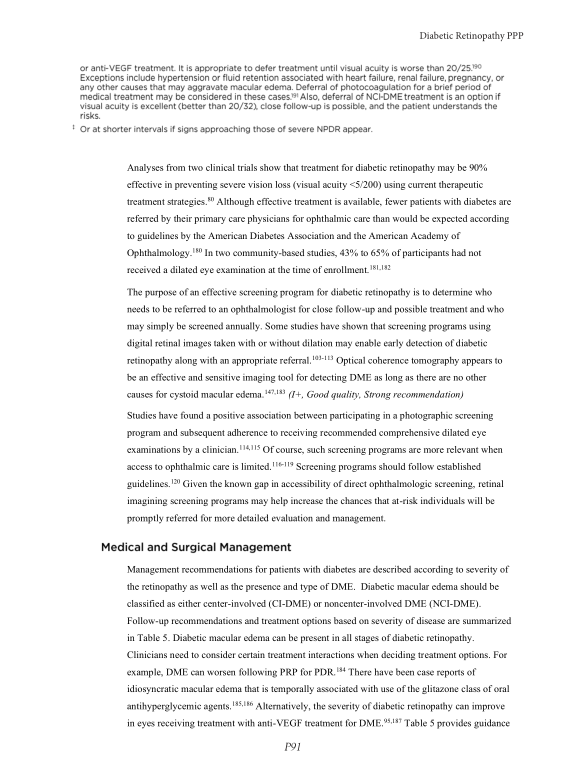 Diabetic Retinopathy PPP
or anti-VEGF treatment. It is appropriate to defer treatment until visual acuity is worse than 20/25.190
Exceptions include hypertension or fluid retention associated with heart failure, renal failure, pregnancy, or
any other causes that may aggravate macular edema. Deferral of photocoagulation for a brief period of
medical treatment may be considered in these cases.191 Also, deferral of NCI-DME treatment is an option if
visual acuity is excellent (better than 20/32), close follow-up is possible, and the patient understands the
risks.
‡ Or at shorter intervals if signs approaching those of severe NPDR appear.
Analyses from two clinical trials show that treatment for diabetic retinopathy may be 90%
effective in preventing severe vision loss (visual acuity <5/200) using current therapeutic
treatment strategies.80 Although effective treatment is available, fewer patients with diabetes are
referred by their primary care physicians for ophthalmic care than would be expected according
to guidelines by the American Diabetes Association and the American Academy of
Ophthalmology.180 In two community-based studies, 43% to 65% of participants had not
received a dilated eye examination at the time of enrollment.181,182
The purpose of an effective screening program for diabetic retinopathy is to determine who
needs to be referred to an ophthalmologist for close follow-up and possible treatment and who
may simply be screened annually. Some studies have shown that screening programs using
digital retinal images taken with or without dilation may enable early detection of diabetic
retinopathy along with an appropriate referral.103-113 Optical coherence tomography appears to
be an effective and sensitive imaging tool for detecting DME as long as there are no other
causes for cystoid macular edema.147,183 (I+, Good quality, Strong recommendation)
Studies have found a positive association between participating in a photographic screening
program and subsequent adherence to receiving recommended comprehensive dilated eye
examinations by a clinician.114,115 Of course, such screening programs are more relevant when
access to ophthalmic care is limited.116-119 Screening programs should follow established
guidelines.120 Given the known gap in accessibility of direct ophthalmologic screening, retinal
imagining screening programs may help increase the chances that at-risk individuals will be
promptly referred for more detailed evaluation and management.
Medical and Surgical Management
Management recommendations for patients with diabetes are described according to severity of
the retinopathy as well as the presence and type of DME. Diabetic macular edema should be
classified as either center-involved (CI-DME) or noncenter-involved DME (NCI-DME).
Follow-up recommendations and treatment options based on severity of disease are summarized
in Table 5. Diabetic macular edema can be present in all stages of diabetic retinopathy.
Clinicians need to consider certain treatment interactions when deciding treatment options. For
example, DME can worsen following PRP for PDR.184 There have been case reports of
idiosyncratic macular edema that is temporally associated with use of the glitazone class of oral
antihyperglycemic agents.185,186 Alternatively, the severity of diabetic retinopathy can improve
in eyes receiving treatment with anti-VEGF treatment for DME.95,187 Table 5 provides guidance
P91